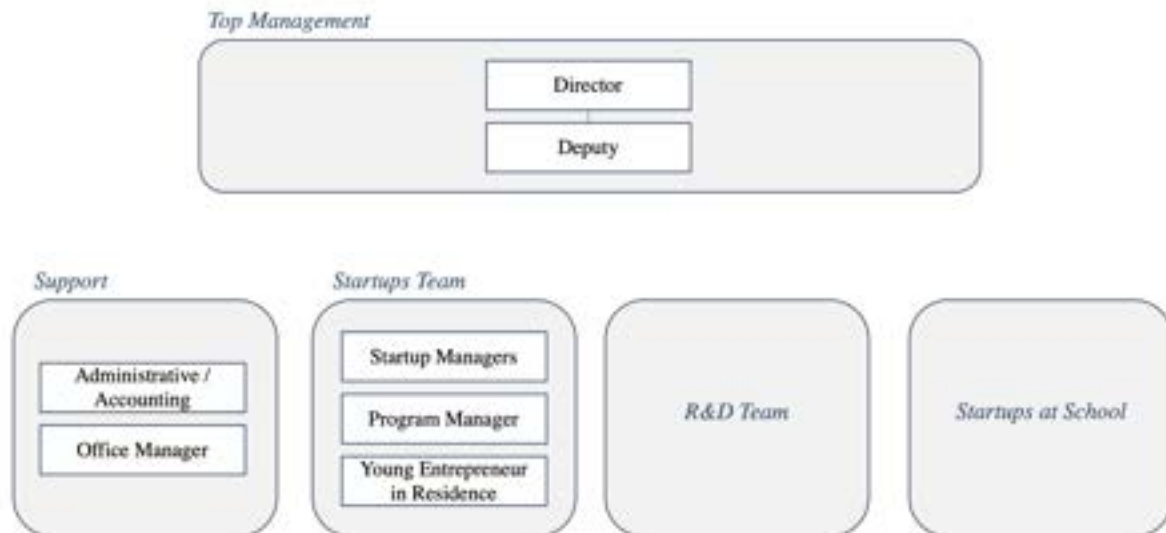 Top Management
Director
Deputy
Support
Startups Team
Administrative /
Accounting
Office Manager
Startup Managers
Program Manager
Young Entrepreneur
in Residence
R&D Team
Startups at School